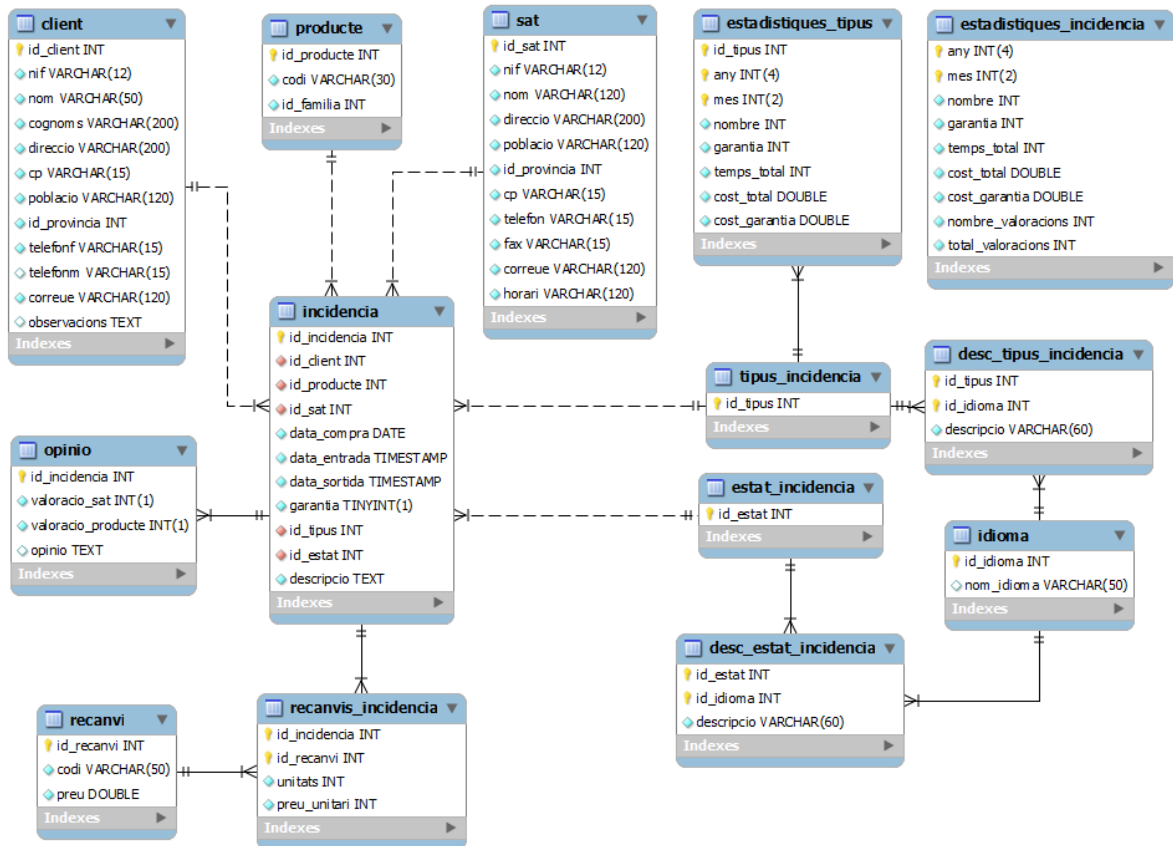 client
id_client INT
nif VARCHAR(12)
nom VARCHAR(50)
cognoms VARCHAR(200)
direccio VARCHAR(200)
cp VARCHAR(15)
poblacio VARCHAR(120)
id_provincia INT
telefonf VARCHAR(15)
telefonm VARCHAR(15)
correue VARCHAR(120)
observacions TEXT
Indexes
producte
id_producte INT
codi VARCHAR(30)
id_familia INT
Indexes
sat
id_sat INT
nif VARCHAR(12)
nom VARCHAR(120)
direccio VARCHAR(200)
poblacio VARCHAR(120)
id_provincia INT
cp VARCHAR(15)
telefon VARCHAR(15)
fax VARCHAR(15)
correue VARCHAR(120)
horari VARCHAR(120)
Indexes
estadistiques_tipus
id_tipus INT
any INT(4)
mes INT(2)
nombre INT
garantia INT
temps_total INT
cost_total DOUBLE
cost_garantia DOUBLE
Indexes
estadistiques_incidencia
any INT(4)
mes INT(2)
nombre INT
garantia INT
temps_total INT
cost_total DOUBLE
cost_garantia DOUBLE
nombre_valoracions INT
total_valoracions INT
Indexes
incidencia
id_incidencia INT
id_client INT
id_producte INT
id_sat INT
data_compra DATE
data_entrada TIMESTAMP
data_sortida TIMESTAMP
garantia TINYINT(1)
id_tipus INT
id_estat INT
descripcio TEXT
Indexes
tipus_incidencia
id_tipus INT
Indexes
desc_tipus_incidencia
id_tipus INT
id_idioma INT
descripcio VARCHAR(60)
Indexes
opinio
id_incidencia INT
valoracio_sat INT(1)
valoracio_producte INT(1)
opinio TEXT
Indexes
estat_incidencia
id_estat INT
Indexes
idioma
id_idioma INT
nom_idioma VARCHAR(50)
Indexes
desc_estat_incidencia
id_estat INT
id_idioma INT
descripcio VARCHAR(60)
Indexes
recanvi
id_recanvi INT
codi VARCHAR(50)
preu DOUBLE
Indexes
recanvis_incidencia
id_incidencia INT
id_recanvi INT
unitats INT
preu_unitari INT
Indexes